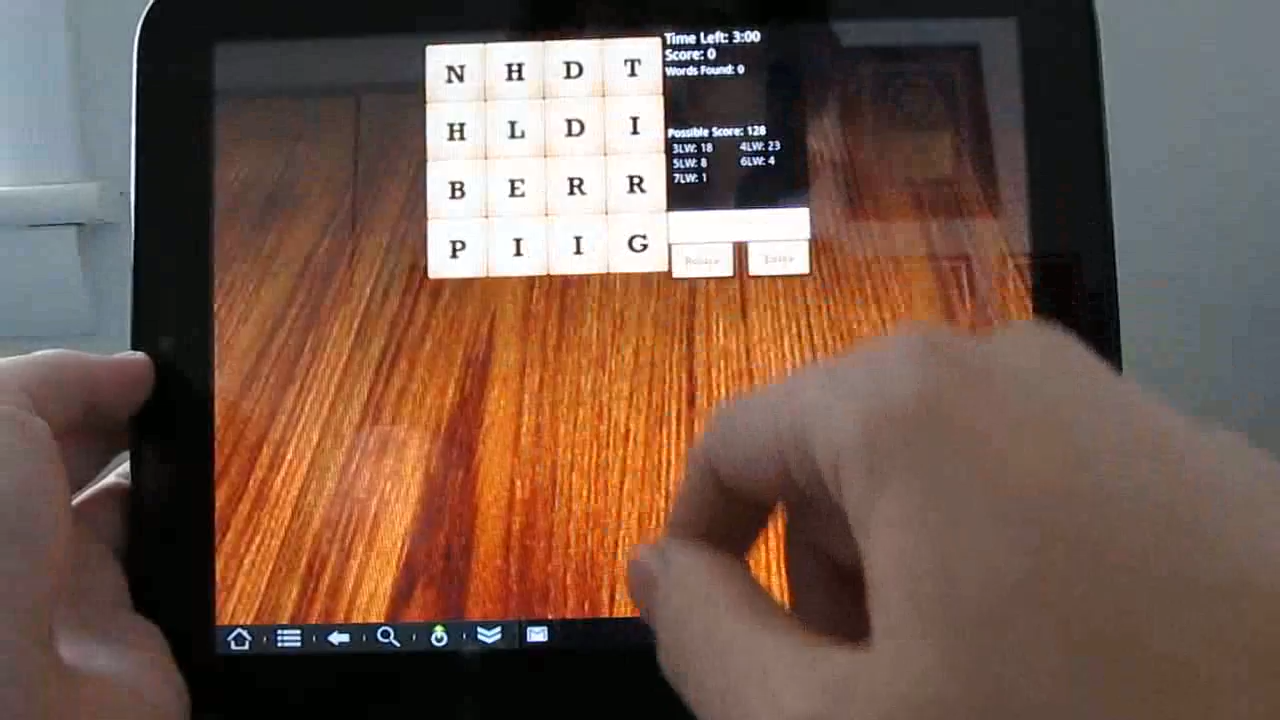 N H D T
H L D I
B E R R
P I I G
Time Left: 3:00
Score: 0
Words Found: 0
Possible Score: 128
3LW: 18 4LW: 23
5LW: 8 6LW: 4
7LW: 1
Rotate Enter